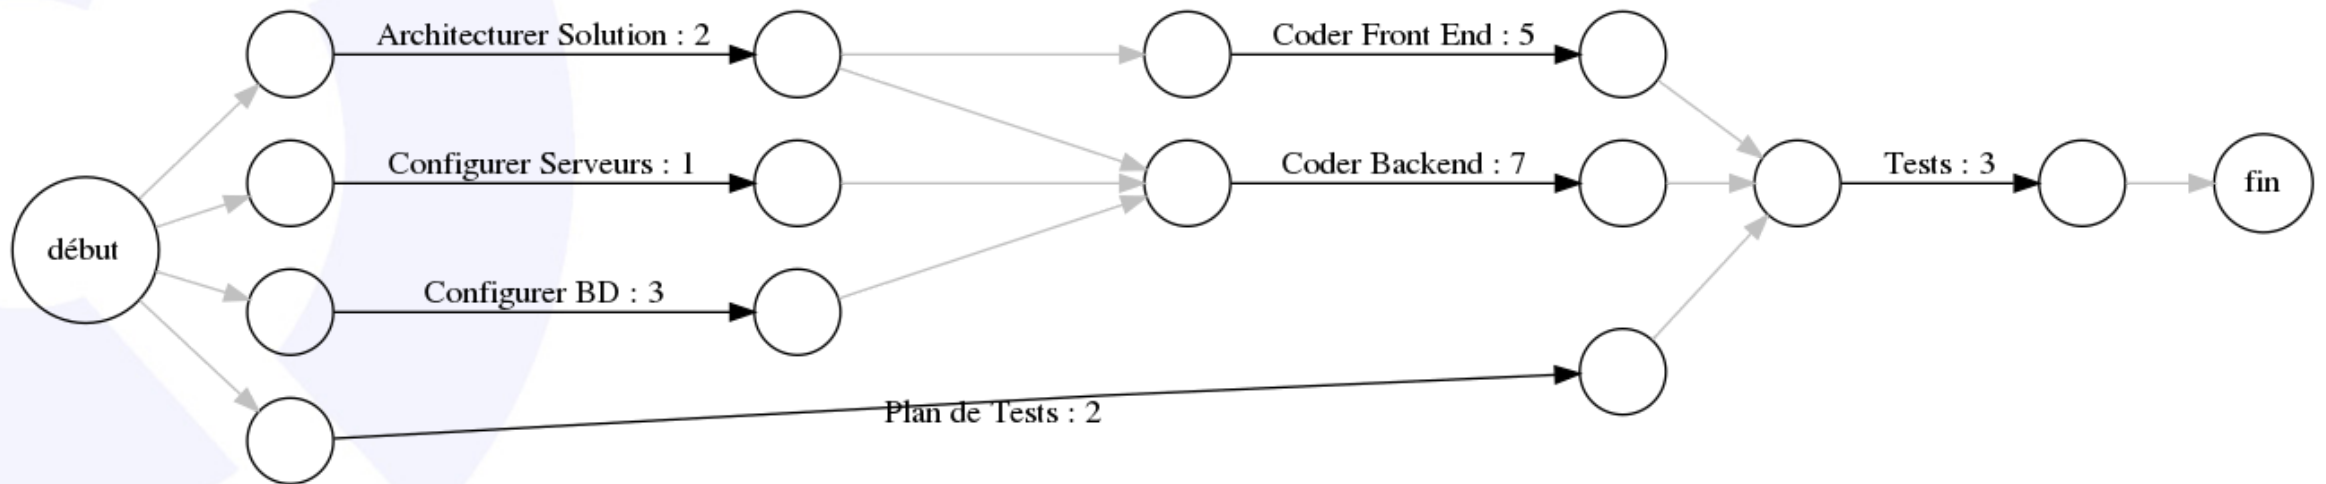 Architecturer Solution : 2
Coder Front End : 5
Configurer Serveurs : 1
Coder Backend : 7
Tests : 3
fin
début
Configurer BD : 3
Plan de Tests : 2